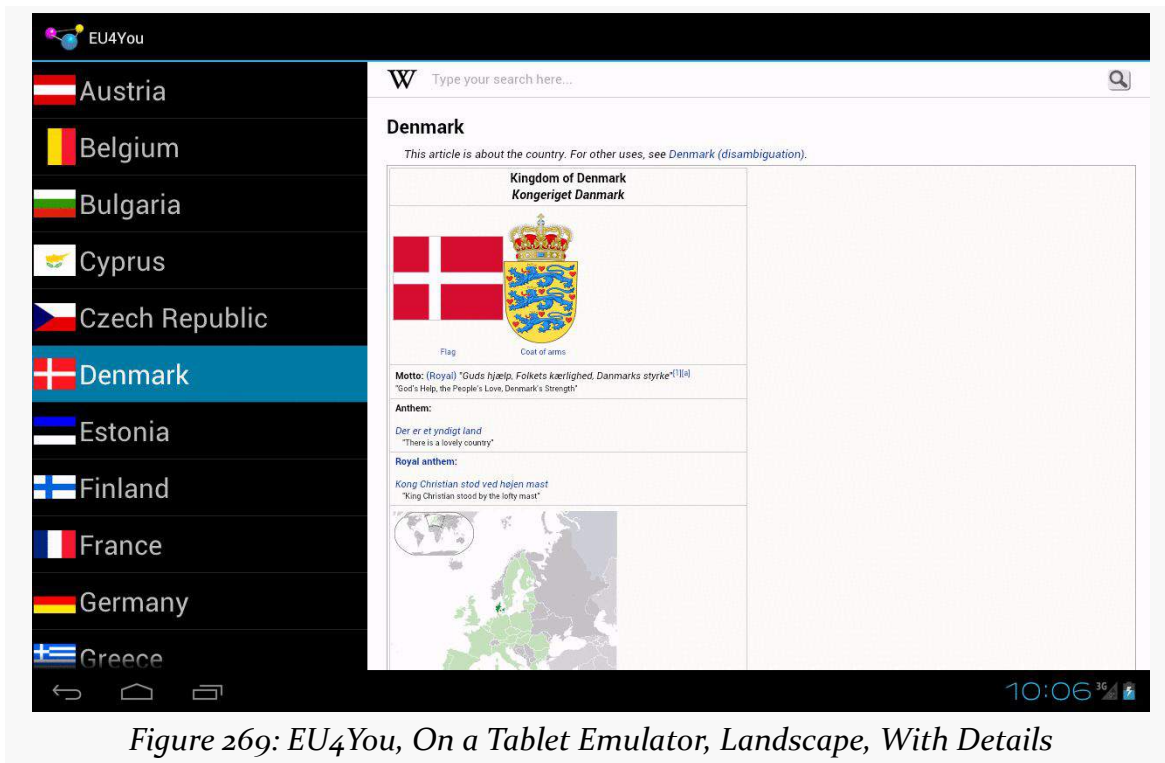 EU4You
Austria
Belgium
Bulgaria
Cyprus
Czech Republic
Denmark
Estonia
Finland
France
Germany
Greece
W Type your search here...
Denmark
This article is about the country. For other uses, see Denmark (disambiguation).
Kingdom of Denmark
Kongeriget Danmark
Flag Coat of arms
Motto: (Royal) "Guds hjælp, Folkets kærlighed, Danmarks styrke"[1][a]
"God's Help, the People's Love, Denmark's Strength"
Anthem:
Der er et yndigt land
"There is a lovely country"
Royal anthem:
Kong Christian stod ved højen mast
"King Christian stood by the lofty mast"
10:06 3G
Figure 269: EU4You, On a Tablet Emulator, Landscape, With Details